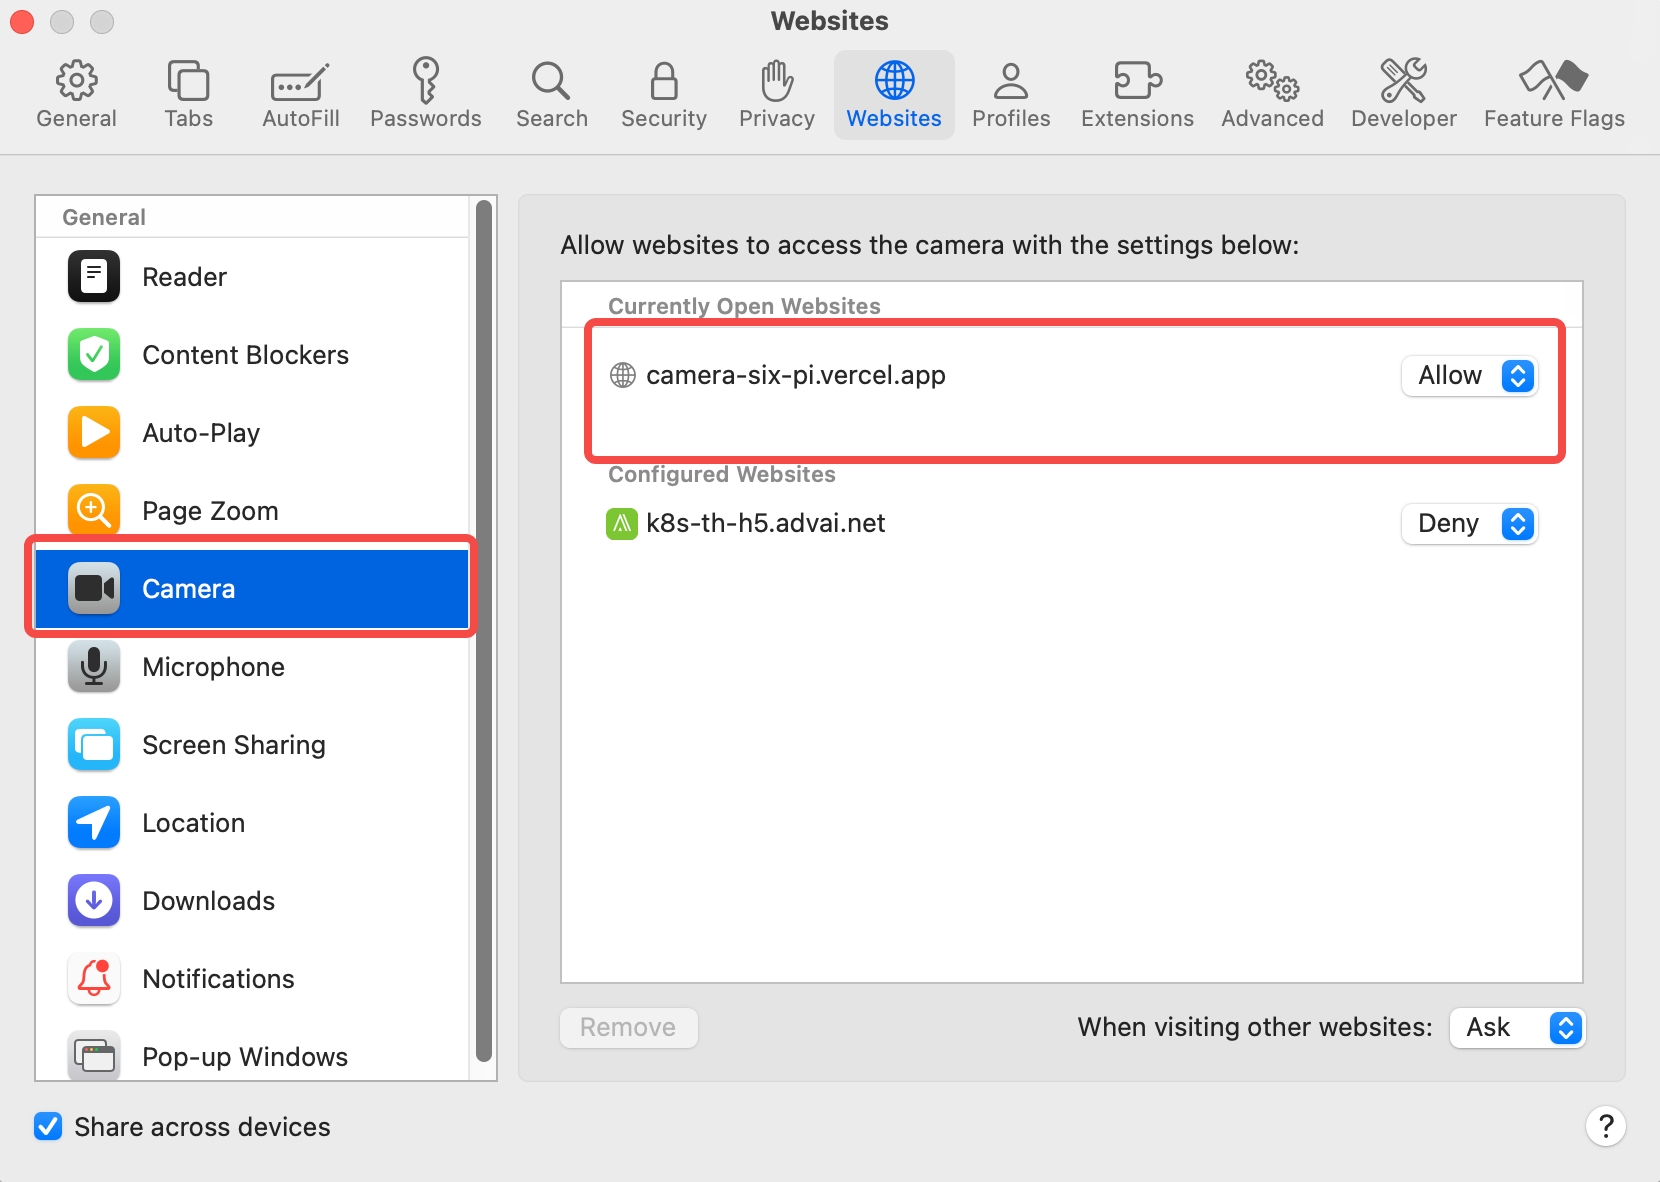 Websites
General
Tabs
AutoFill
Passwords
Search
Security
Privacy
Websites
Profiles
Extensions
Advanced
Developer
Feature Flags
General
Reader
Content Blockers
Auto-Play
Page Zoom
Camera
Microphone
Screen Sharing
Location
Downloads
Notifications
Pop-up Windows
Share across devices
Allow websites to access the camera with the settings below:
Currently Open Websites
camera-six-pi.vercel.app Allow
Configured Websites
k8s-th-h5.advai.net Deny
Remove
When visiting other websites: Ask
?